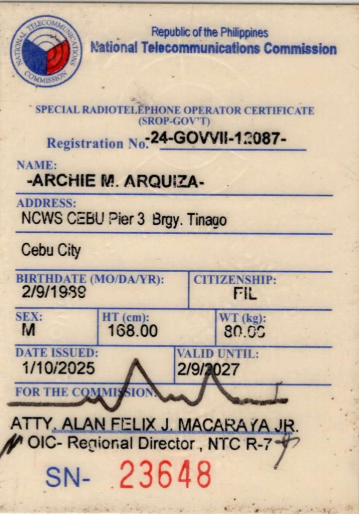 NATIONAL TELECOMMUNICATIONS COMMISSION
Republic of the Philippines
National Telecommunications Commission
SPECIAL RADIOTELEPHONE OPERATOR CERTIFICATE
(SROP-GOV'T)
Registration No. -24-GOVVII-12087-
NAME:
-ARCHIE M. ARQUIZA-
ADDRESS:
NCWS CEBU Pier 3 Brgy. Tinago
Cebu City
BIRTHDATE (MO/DA/YR): CITIZENSHIP:
2/9/1989 FIL
SEX: HT (cm): WT (kg):
M 168.00 80.00
DATE ISSUED: VALID UNTIL:
1/10/2025 2/9/2027
FOR THE COMMISSION:
ATTY. ALAN FELIX J. MACARAYA JR.
OIC- Regional Director , NTC R-7
SN- 23648